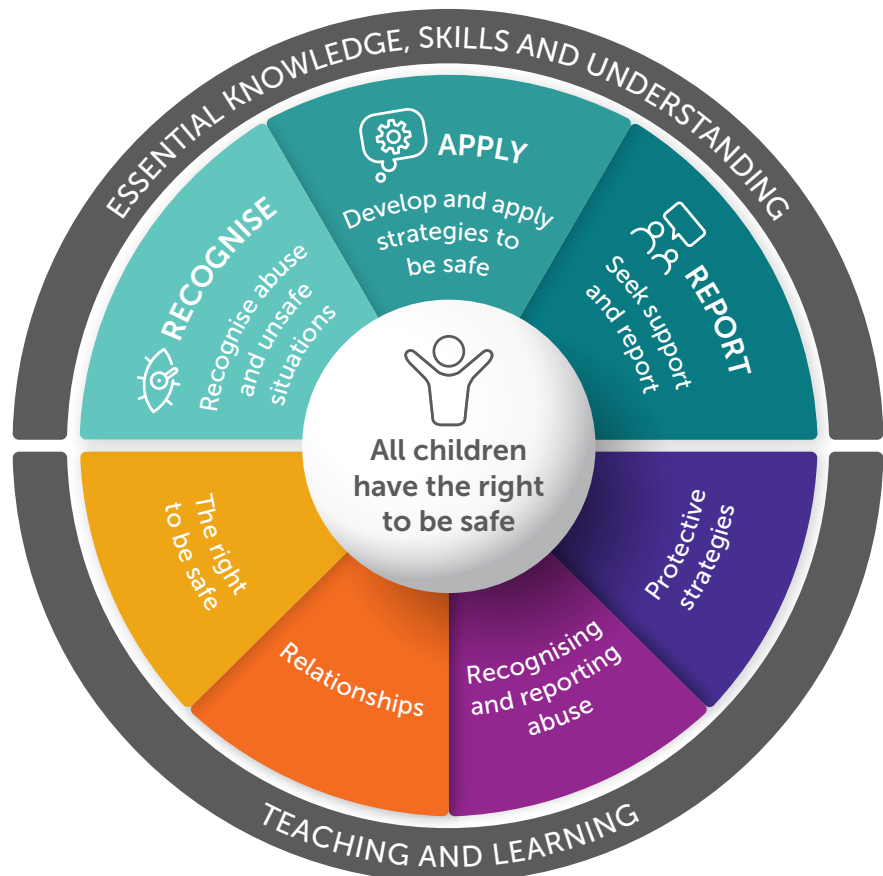 ESSENTIAL KNOWLEDGE, SKILLS AND UNDERSTANDING
RECOGNISE
Recognise abuse
and unsafe
situations
APPLY
Develop and apply
strategies to
be safe
REPORT
Seek support
and report
All children
have the right
to be safe
The right
to be safe
Relationships
Recognising
and reporting
abuse
Protective
strategies
TEACHING AND LEARNING